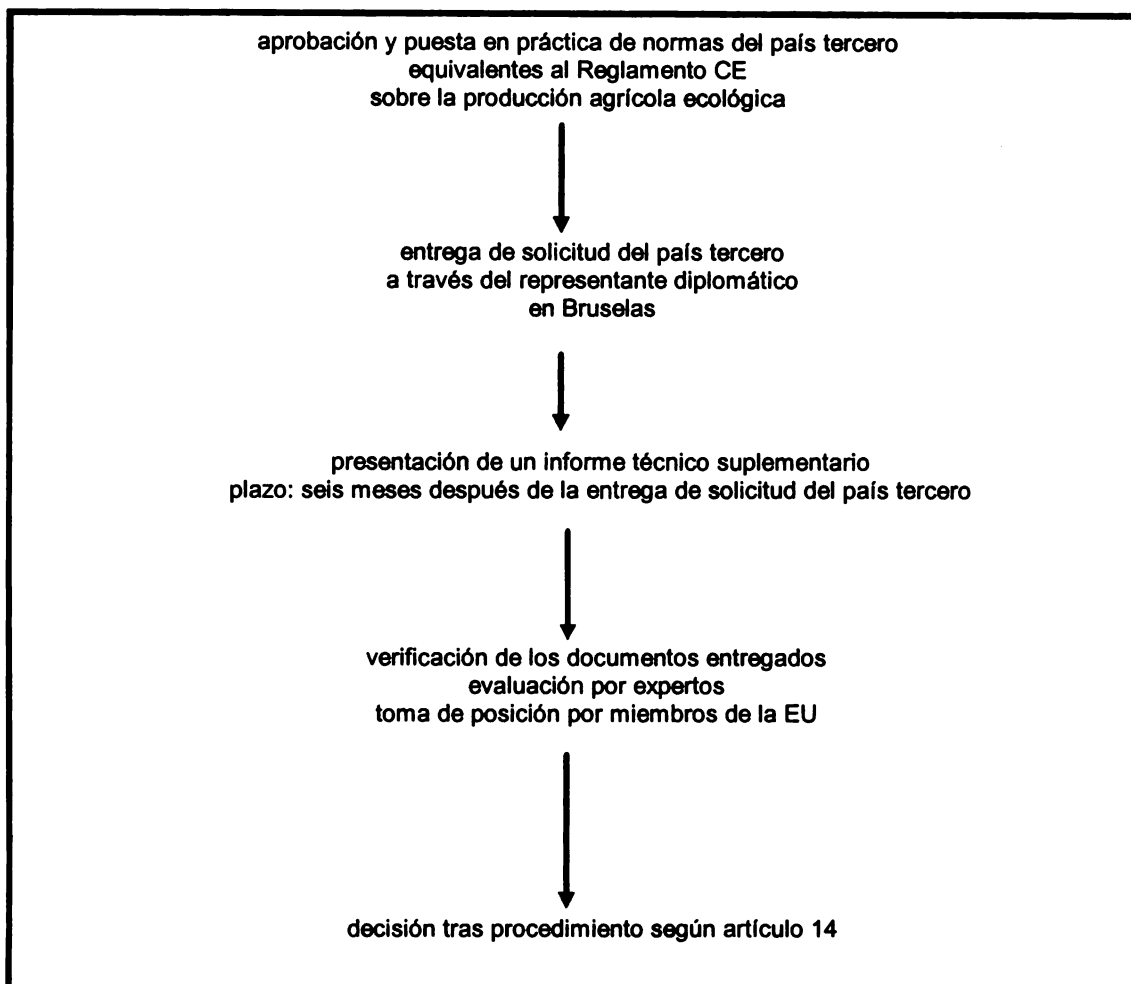 aprobación y puesta en práctica de normas del país tercero
equivalentes al Reglamento CE
sobre la producción agrícola ecológica
entrega de solicitud del país tercero
a través del representante diplomático
en Bruselas
presentación de un informe técnico suplementario
plazo: seis meses después de la entrega de solicitud del país tercero
verificación de los documentos entregados
evaluación por expertos
toma de posición por miembros de la EU
decisión tras procedimiento según artículo 14